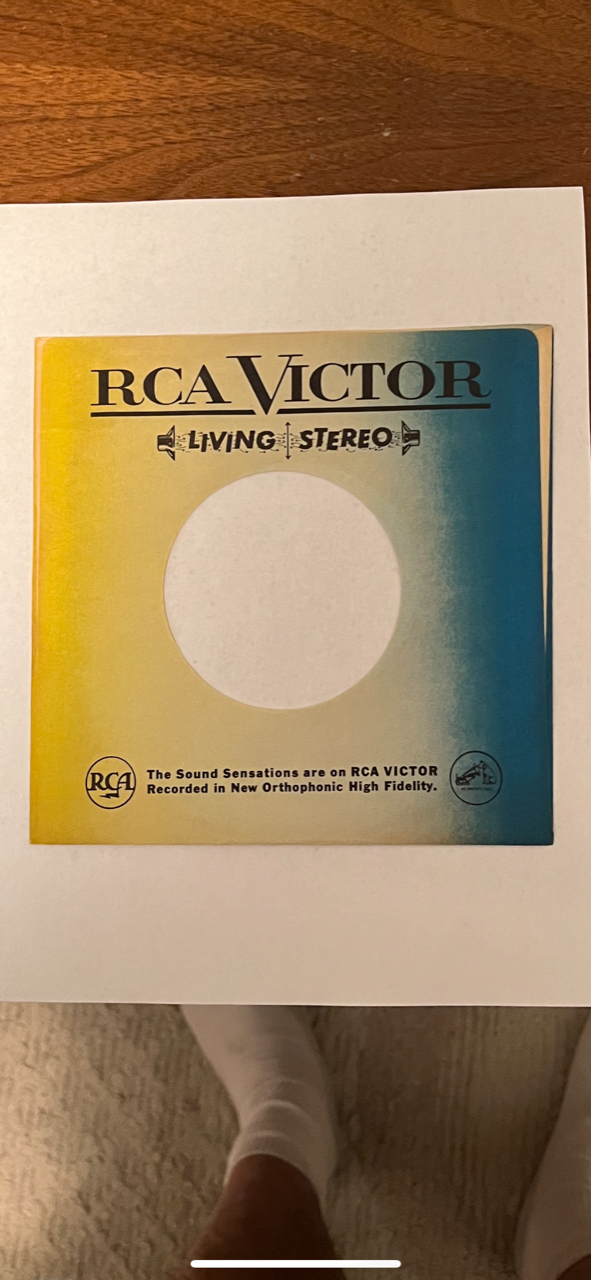 RCA VICTOR
LIVING STEREO
RCA
The Sound Sensations are on RCA VICTOR
Recorded in New Orthophonic High Fidelity.